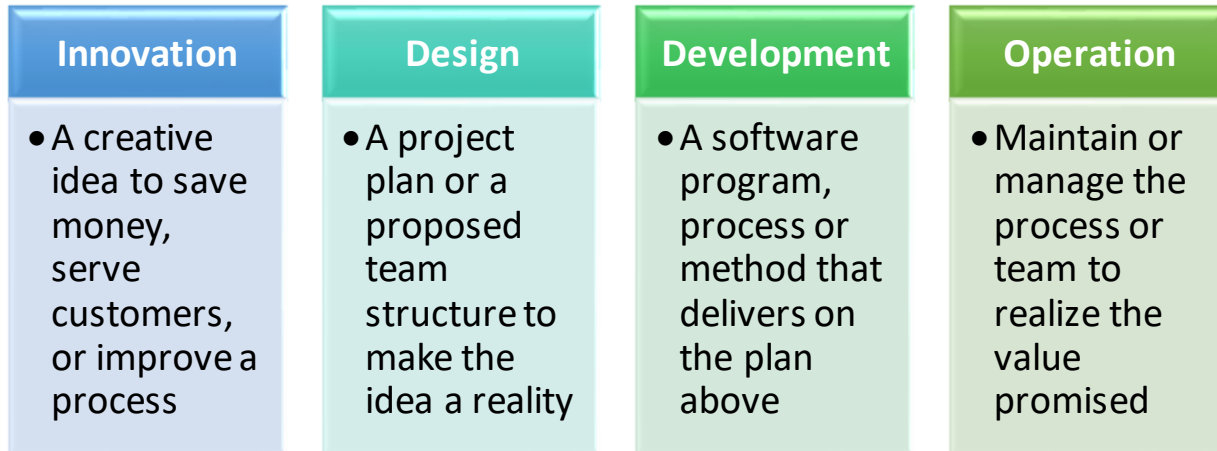 Innovation
• A creative
idea to save
money,
serve
customers,
or improve a
process
Design
• A project
plan or a
proposed
team
structure to
make the
idea a reality
Development
• A software
program,
process or
method that
delivers on
the plan
above
Operation
• Maintain or
manage the
process or
team to
realize the
value
promised